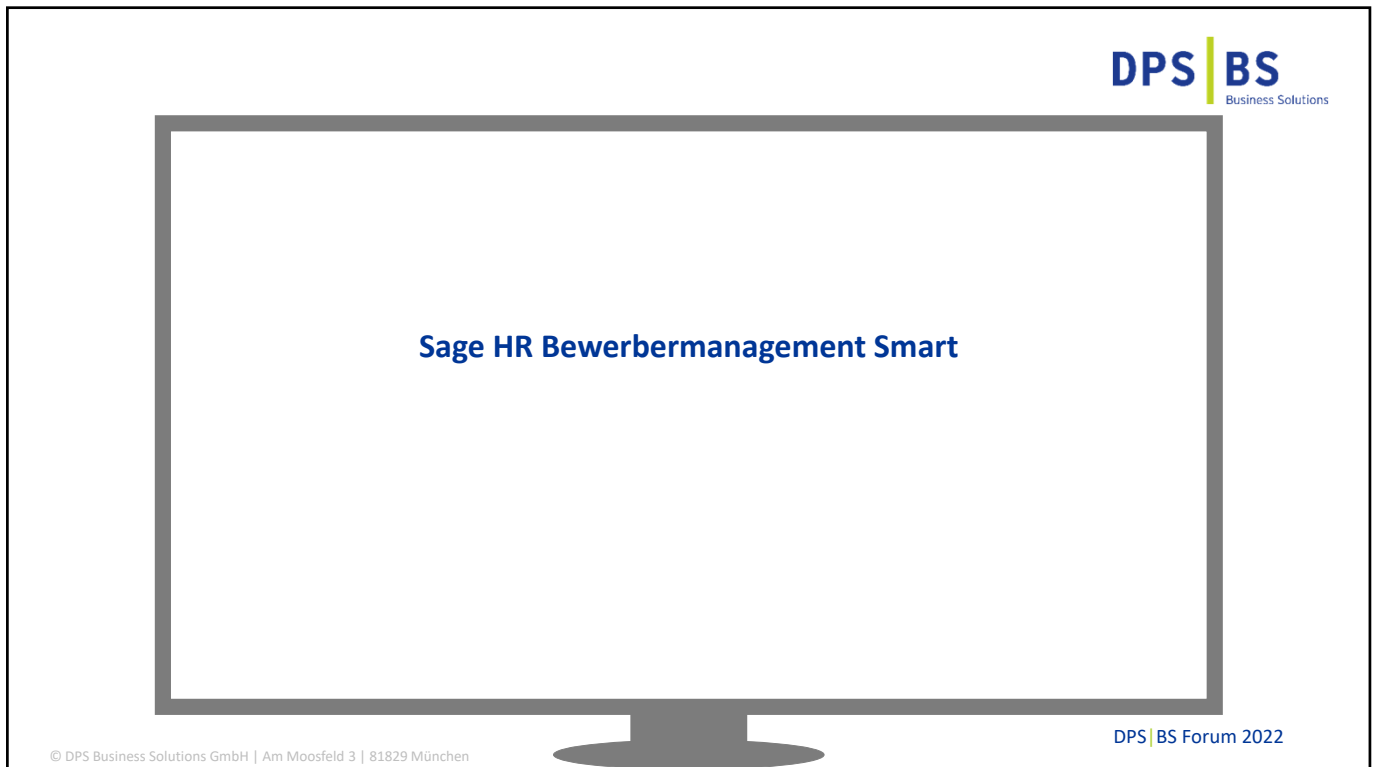 DPS|BS
Business Solutions
Sage HR Bewerbermanagement Smart
DPS|BS Forum 2022
© DPS Business Solutions GmbH | Am Moosfeld 3 | 81829 München